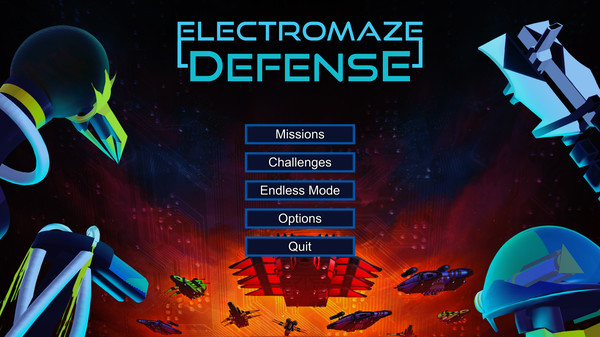 ELECTROMAZE
DEFENSE
Missions
Challenges
Endless Mode
Options
Quit